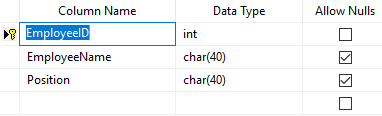 Column Name Data Type Allow Nulls
EmployeeID int
EmployeeName char(40)
Position char(40)